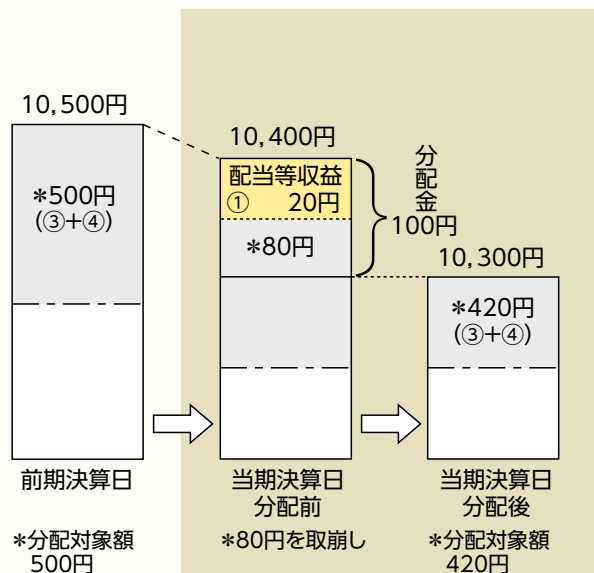 10,500円
＊500円
(③+④)
前期決算日
＊分配対象額
500円
10,400円
配当等収益
① 20円
＊80円
分配金
100円
当期決算日
分配前
＊80円を取崩し
10,300円
＊420円
(③+④)
当期決算日
分配後
＊分配対象額
420円